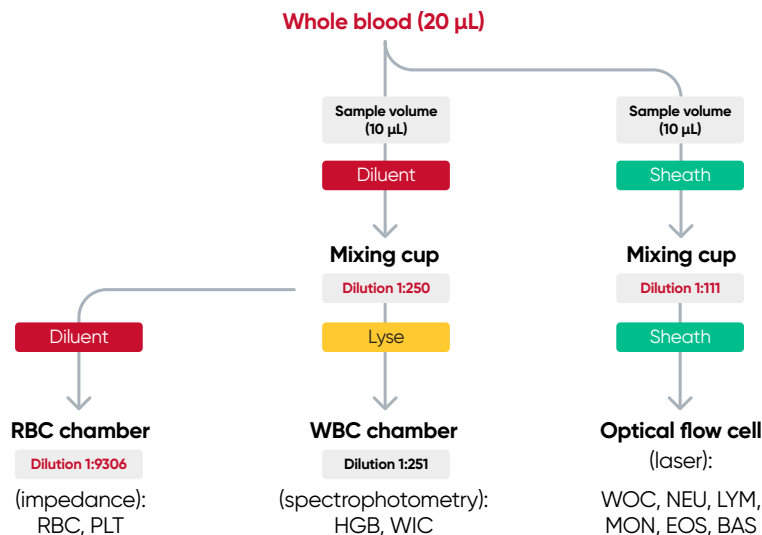 Whole blood (20 µL)
Sample volume
(10 µL)
Sample volume
(10 µL)
Diluent
Sheath
Mixing cup
Dilution 1:250
Mixing cup
Dilution 1:111
Diluent
Lyse
Sheath
RBC chamber
Dilution 1:9306
(impedance):
RBC, PLT
WBC chamber
Dilution 1:251
(spectrophotometry):
HGB, WIC
Optical flow cell
(laser):
WOC, NEU, LYM,
MON, EOS, BAS